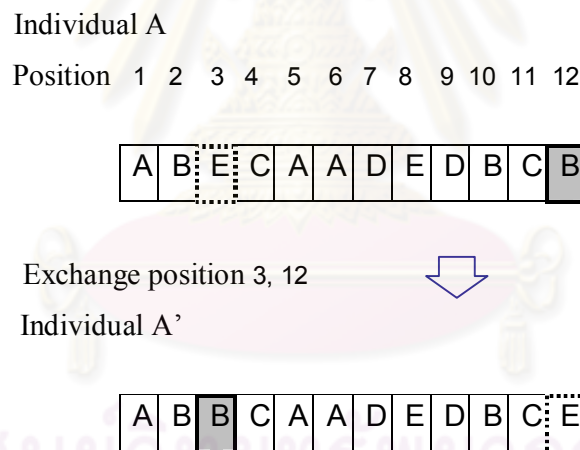 Individual A
Position 1 2 3 4 5 6 7 8 9 10 11 12
A B E C A A D E D B C B
Exchange position 3, 12
Individual A’
A B B C A A D E D B C E